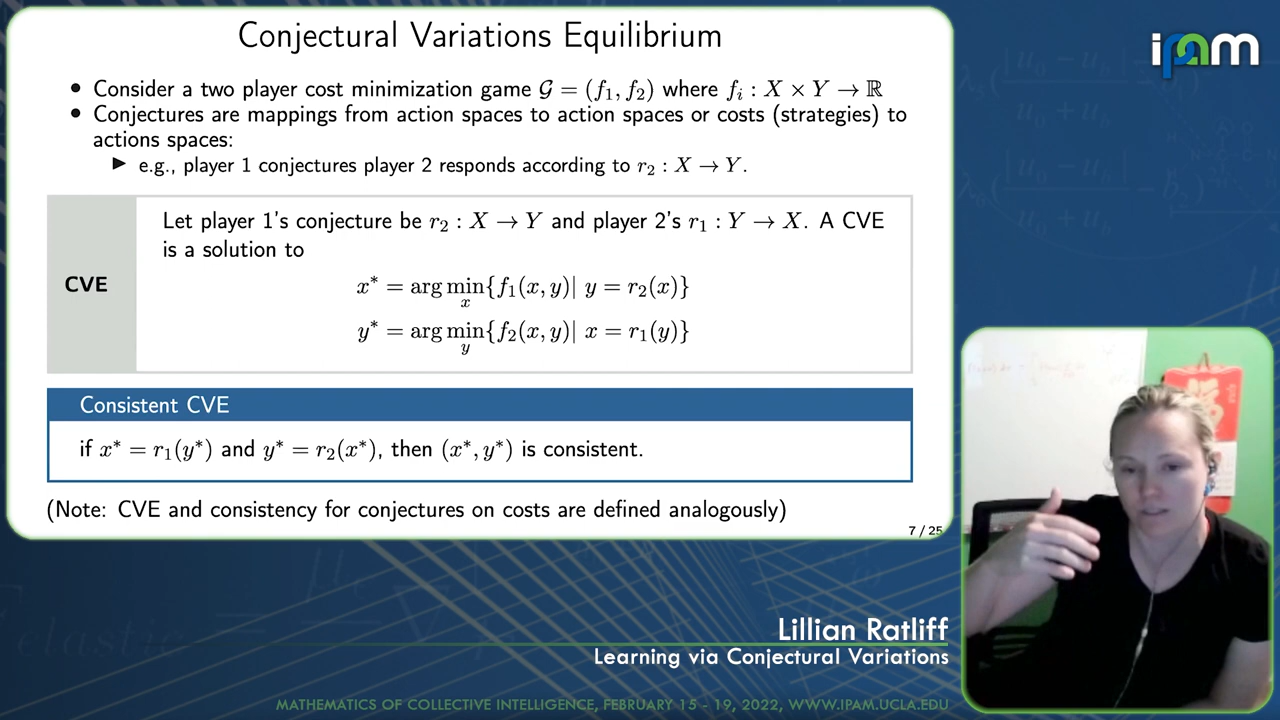 Conjectural Variations Equilibrium
• Consider a two player cost minimization game 𝒢 = (f₁, f₂) where fᵢ : X × Y → ℝ
• Conjectures are mappings from action spaces to action spaces or costs (strategies) to
actions spaces:
▶ e.g., player 1 conjectures player 2 responds according to r₂ : X → Y.
CVE
Let player 1's conjecture be r₂ : X → Y and player 2's r₁ : Y → X. A CVE
is a solution to
x* = arg min_x {f₁(x, y)| y = r₂(x)}
y* = arg min_y {f₂(x, y)| x = r₁(y)}
Consistent CVE
if x* = r₁(y*) and y* = r₂(x*), then (x*, y*) is consistent.
(Note: CVE and consistency for conjectures on costs are defined analogously)
7 / 25
ipam
Lillian Ratliff
Learning via Conjectural Variations
MATHEMATICS OF COLLECTIVE INTELLIGENCE, FEBRUARY 15 - 19, 2022, WWW.IPAM.UCLA.EDU
elastic